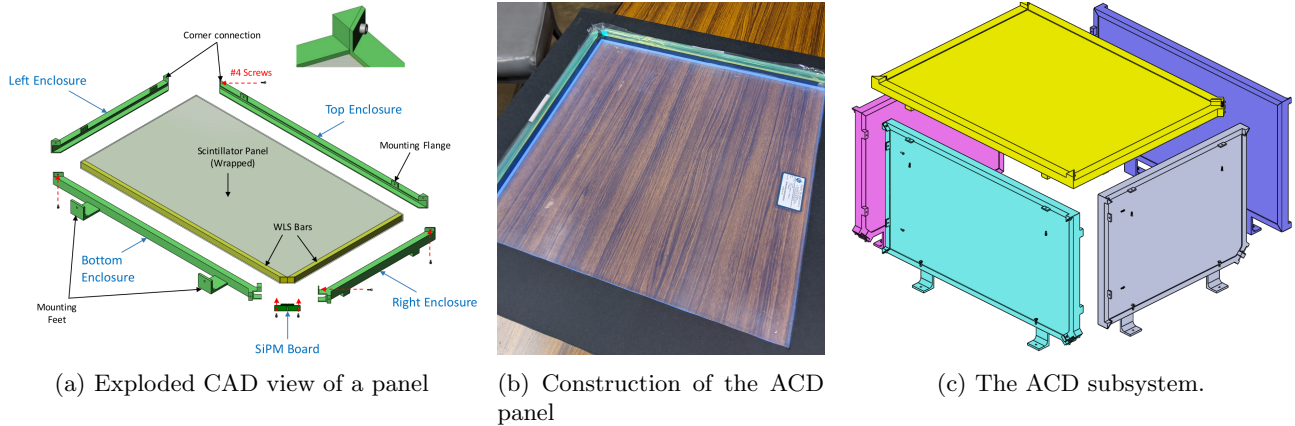 Corner connection
#4 Screws
Left Enclosure
Top Enclosure
Mounting Flange
Scintillator Panel
(Wrapped)
WLS Bars
Bottom
Enclosure
Mounting
Feet
Right Enclosure
SiPM Board
(a) Exploded CAD view of a panel
(b) Construction of the ACD
panel
(c) The ACD subsystem.